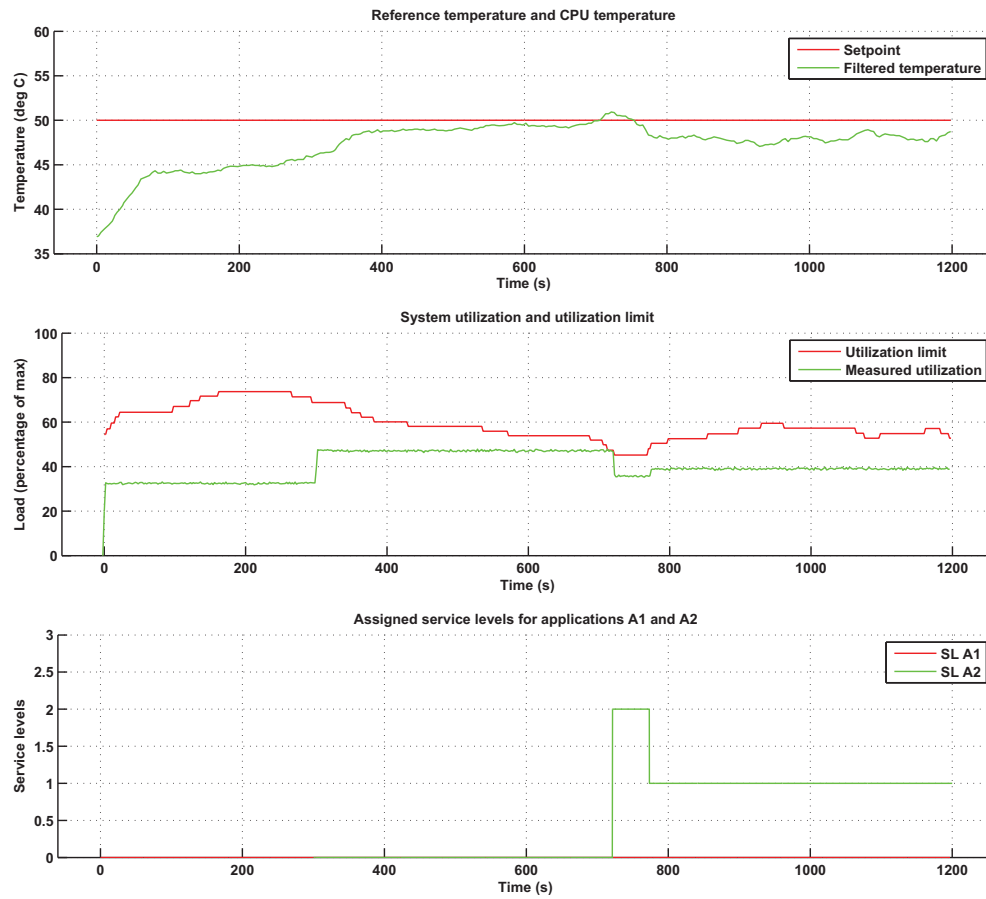 Reference temperature and CPU temperature
60
55
50
45
40
35
Temperature (deg C)
Setpoint
Filtered temperature
0 200 400 600 800 1000 1200
Time (s)
System utilization and utilization limit
100
80
60
40
20
0
Load (percentage of max)
Utilization limit
Measured utilization
0 200 400 600 800 1000 1200
Time (s)
Assigned service levels for applications A1 and A2
3
2.5
2
1.5
1
0.5
0
Service levels
SL A1
SL A2
0 200 400 600 800 1000 1200
Time (s)